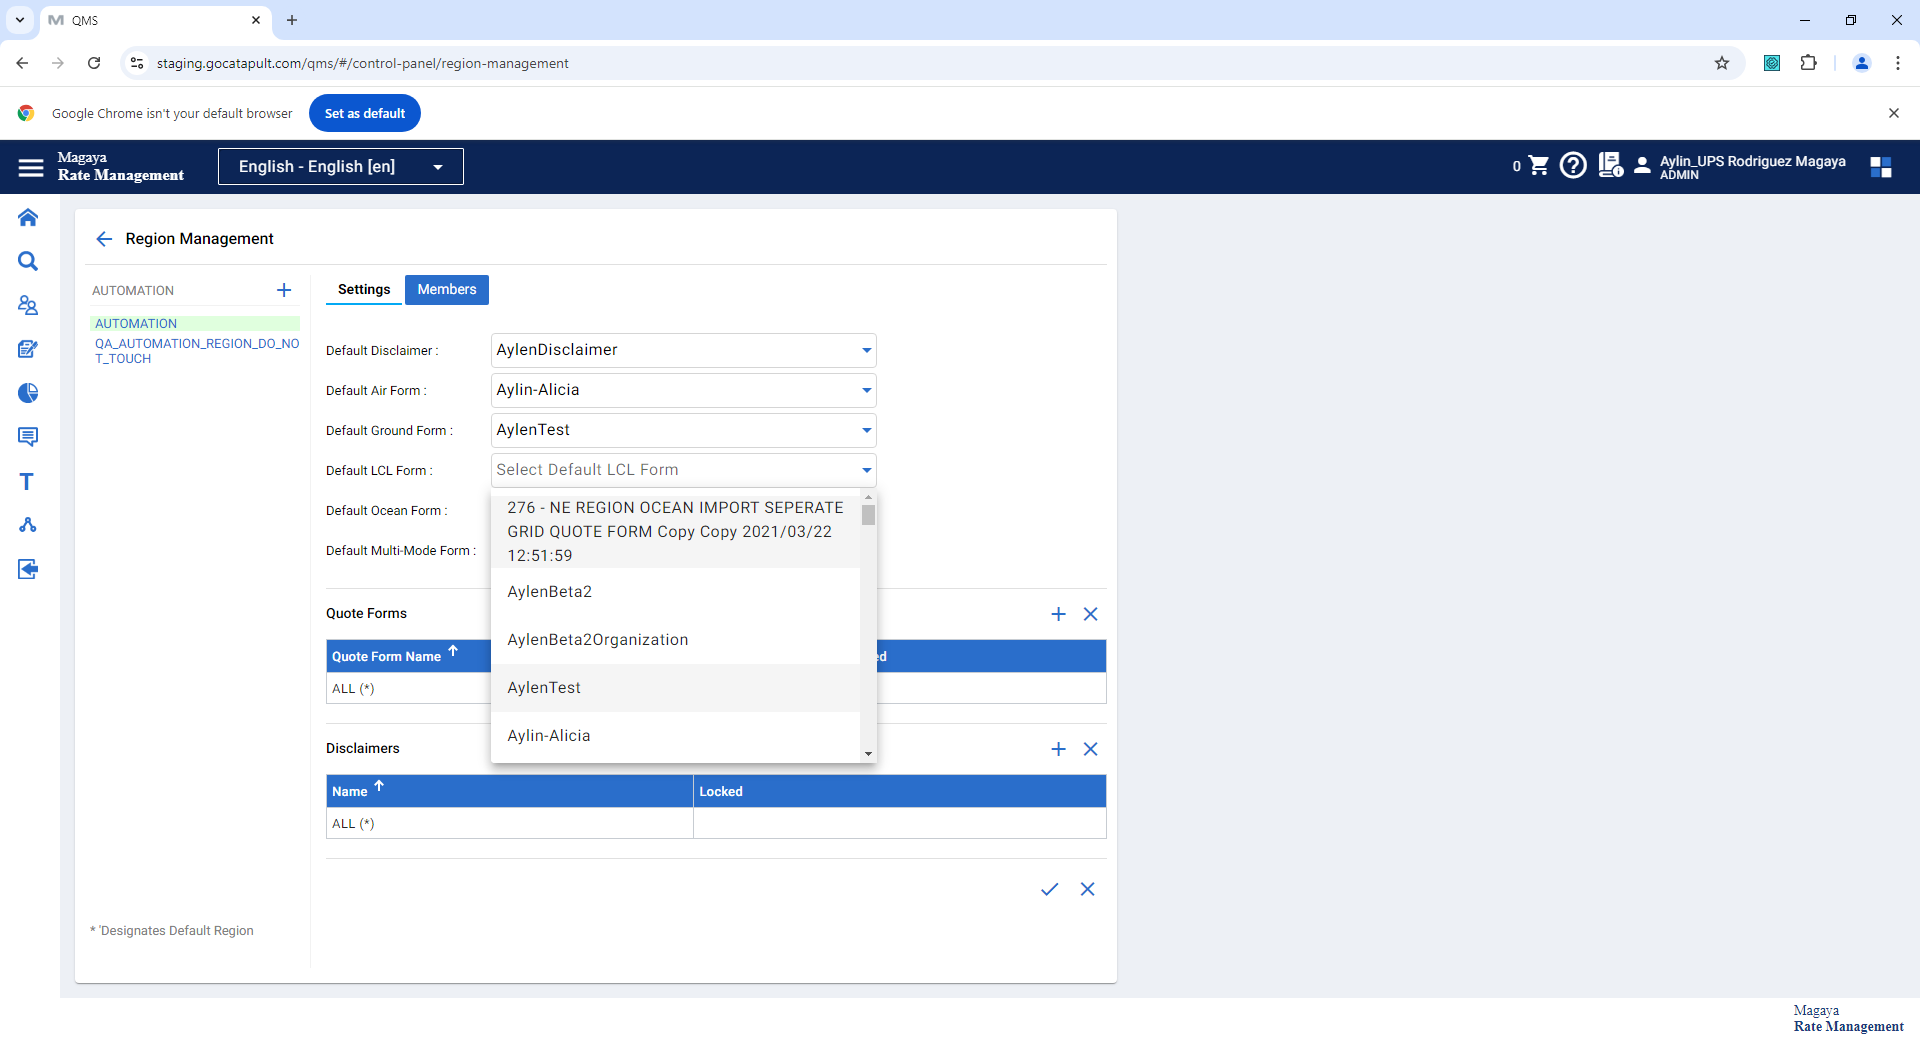 QMS
staging.gocatapult.com/qms/#/control-panel/region-management
Google Chrome isn't your default browser
Set as default
Magaya
Rate Management
English - English [en]
0
Aylin_UPS Rodriguez Magaya
ADMIN
Region Management
AUTOMATION
AUTOMATION
QA_AUTOMATION_REGION_DO_NO
T_TOUCH
* 'Designates Default Region
Settings
Members
Default Disclaimer :
AylenDisclaimer
Default Air Form :
Aylin-Alicia
Default Ground Form :
AylenTest
Default LCL Form :
Select Default LCL Form
Default Ocean Form :
Default Multi-Mode Form :
276 - NE REGION OCEAN IMPORT SEPERATE
GRID QUOTE FORM Copy Copy 2021/03/22
12:51:59
AylenBeta2
AylenBeta2Organization
AylenTest
Aylin-Alicia
Quote Forms
Quote Form Name
ed
ALL (*)
Disclaimers
Name
Locked
ALL (*)
Magaya
Rate Management